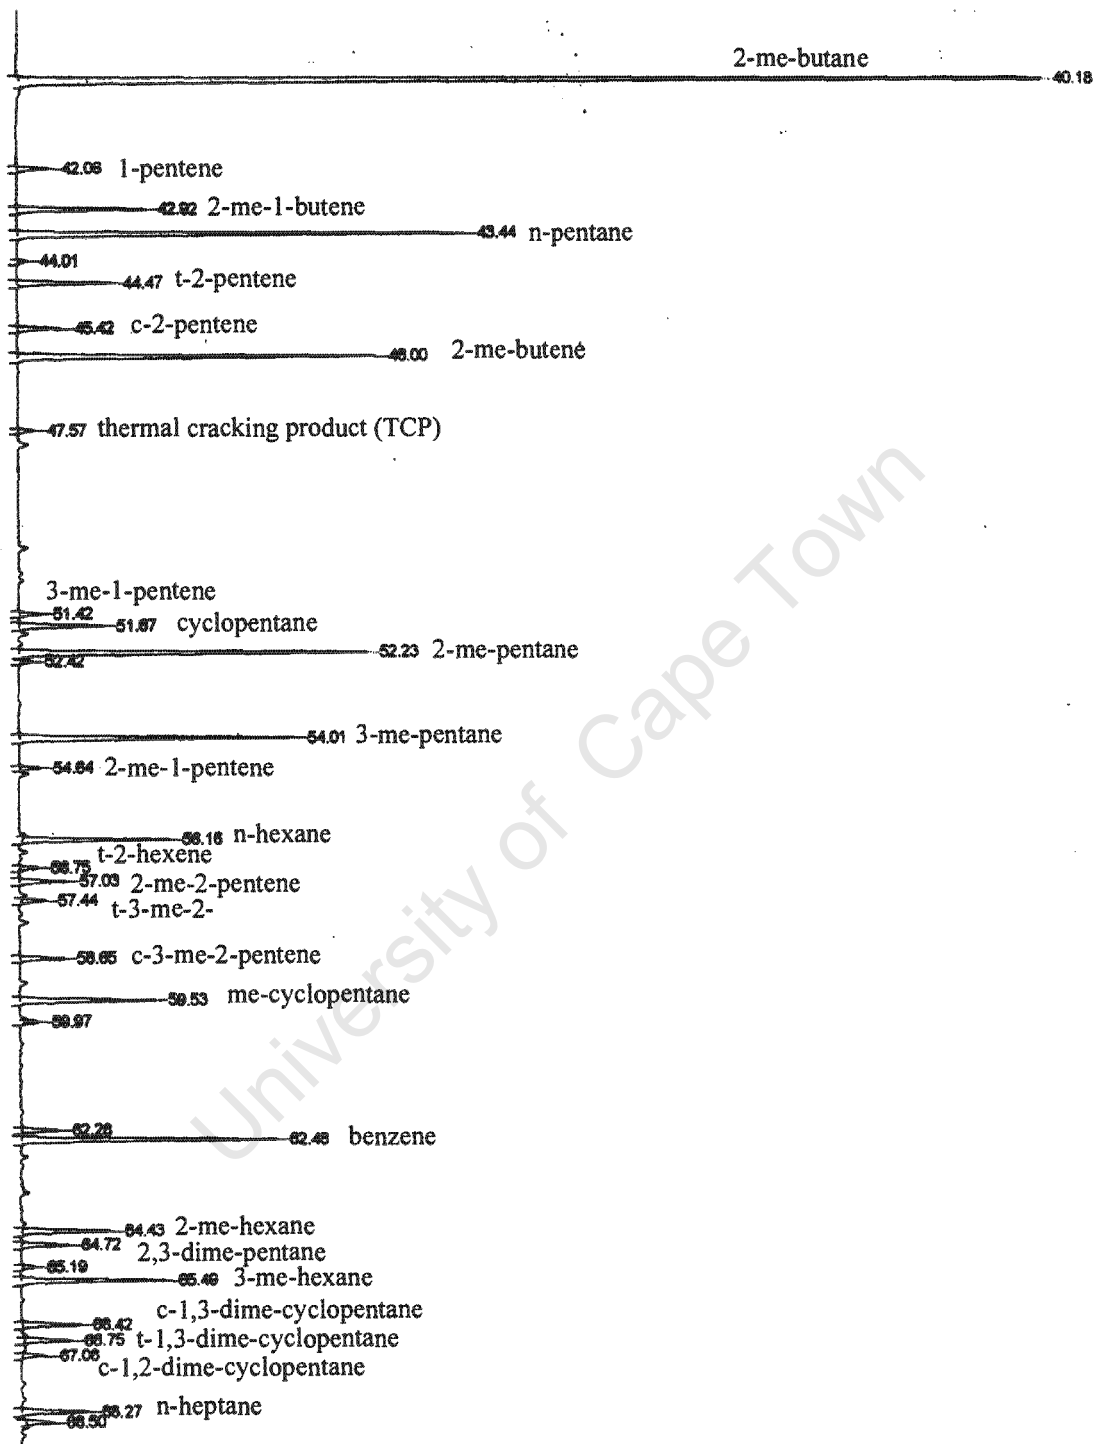 2-me-butane
40.18
42.06 1-pentene
42.92 2-me-1-butene
43.44 n-pentane
44.01
44.47 t-2-pentene
45.42 c-2-pentene
46.00 2-me-butene
47.57 thermal cracking product (TCP)
3-me-1-pentene
51.42
51.67 cyclopentane
52.23 2-me-pentane
52.42
54.01 3-me-pentane
54.64 2-me-1-pentene
56.16 n-hexane
t-2-hexene
56.75
57.03 2-me-2-pentene
57.44
t-3-me-2-
58.65 c-3-me-2-pentene
59.53 me-cyclopentane
59.97
62.28
62.48 benzene
64.43 2-me-hexane
64.72
2,3-dime-pentane
65.19
65.49 3-me-hexane
c-1,3-dime-cyclopentane
66.42
66.75 t-1,3-dime-cyclopentane
67.08
c-1,2-dime-cyclopentane
68.27 n-heptane
68.50
University of Cape Town